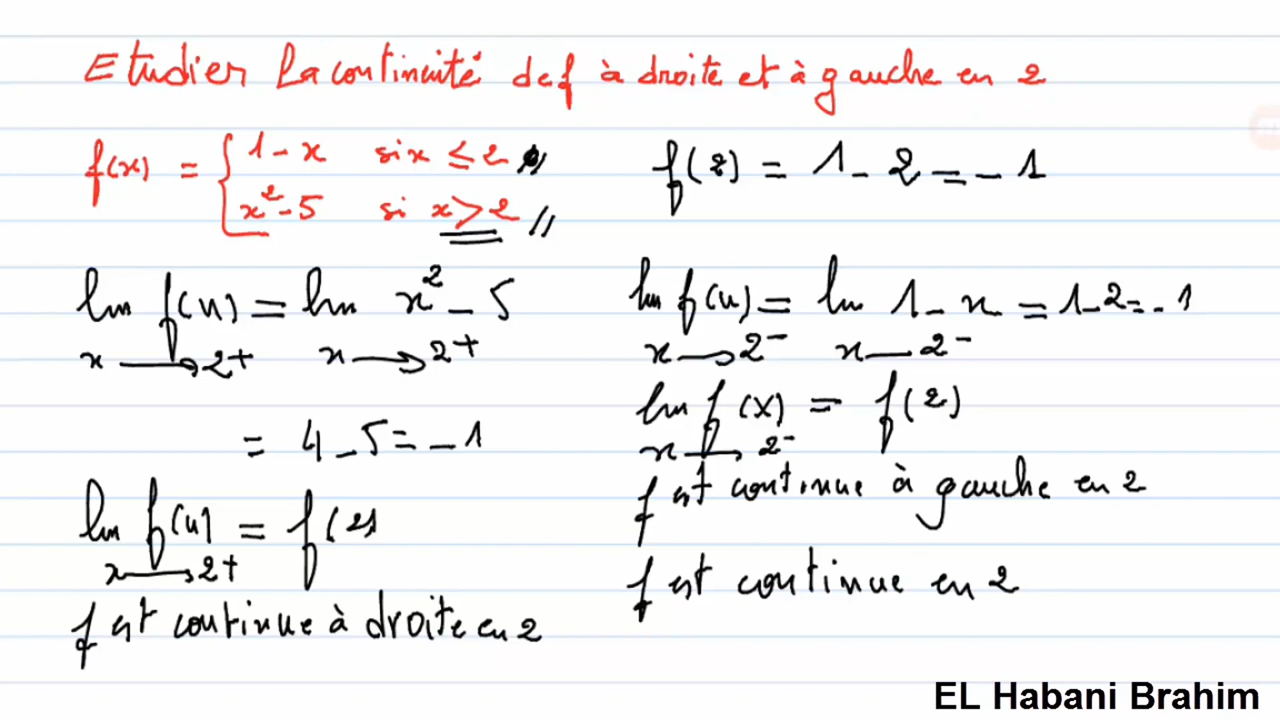 Etudier la continuité de f à droite et à gauche en 2
f(x) = { 1 - x si x ≤ 2 //
x² - 5 si x > 2 //
f(2) = 1 - 2 = - 1
lim f(x) = lim x² - 5
x → 2+ x → 2+
= 4 - 5 = - 1
lim f(x) = f(2)
x → 2+
f est continue à droite en 2
lim f(x) = lim 1 - x = 1 - 2 = - 1
x → 2- x → 2-
lim f(x) = f(2)
x → 2-
f est continue à gauche en 2
f est continue en 2
EL Habani Brahim